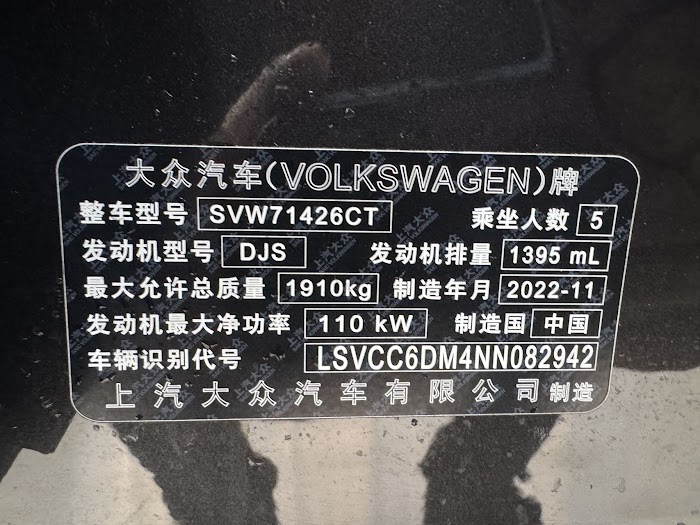 大众汽车(VOLKSWAGEN)牌
整车型号 SVW71426CT 乘坐人数 5
发动机型号 DJS 发动机排量 1395 mL
最大允许总质量 1910kg 制造年月 2022-11
发动机最大净功率 110 kW 制造国 中国
车辆识别代号 LSVCC6DM4NN082942
上汽大众汽车有限公司 制造